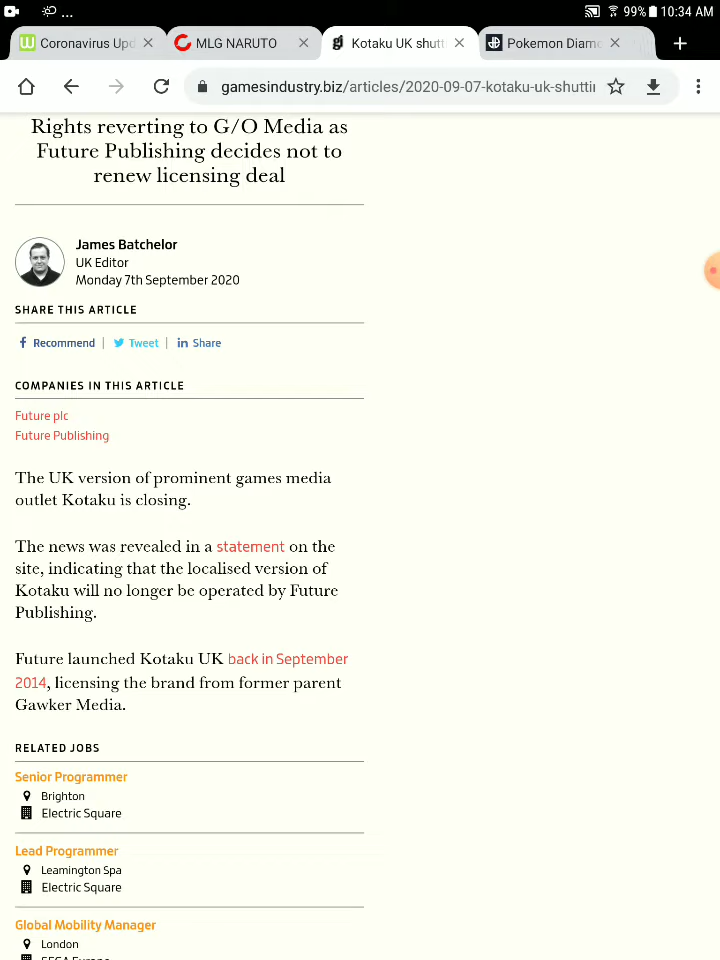 ... 99% 10:34 AM
Coronavirus Upd MLG NARUTO Kotaku UK shutt Pokemon Diamo
gamesindustry.biz/articles/2020-09-07-kotaku-uk-shuttin
Rights reverting to G/O Media as
Future Publishing decides not to
renew licensing deal
James Batchelor
UK Editor
Monday 7th September 2020
SHARE THIS ARTICLE
Recommend | Tweet | in Share
COMPANIES IN THIS ARTICLE
Future plc
Future Publishing
The UK version of prominent games media
outlet Kotaku is closing.
The news was revealed in a statement on the
site, indicating that the localised version of
Kotaku will no longer be operated by Future
Publishing.
Future launched Kotaku UK back in September
2014, licensing the brand from former parent
Gawker Media.
RELATED JOBS
Senior Programmer
Brighton
Electric Square
Lead Programmer
Leamington Spa
Electric Square
Global Mobility Manager
London
SEGA Europe